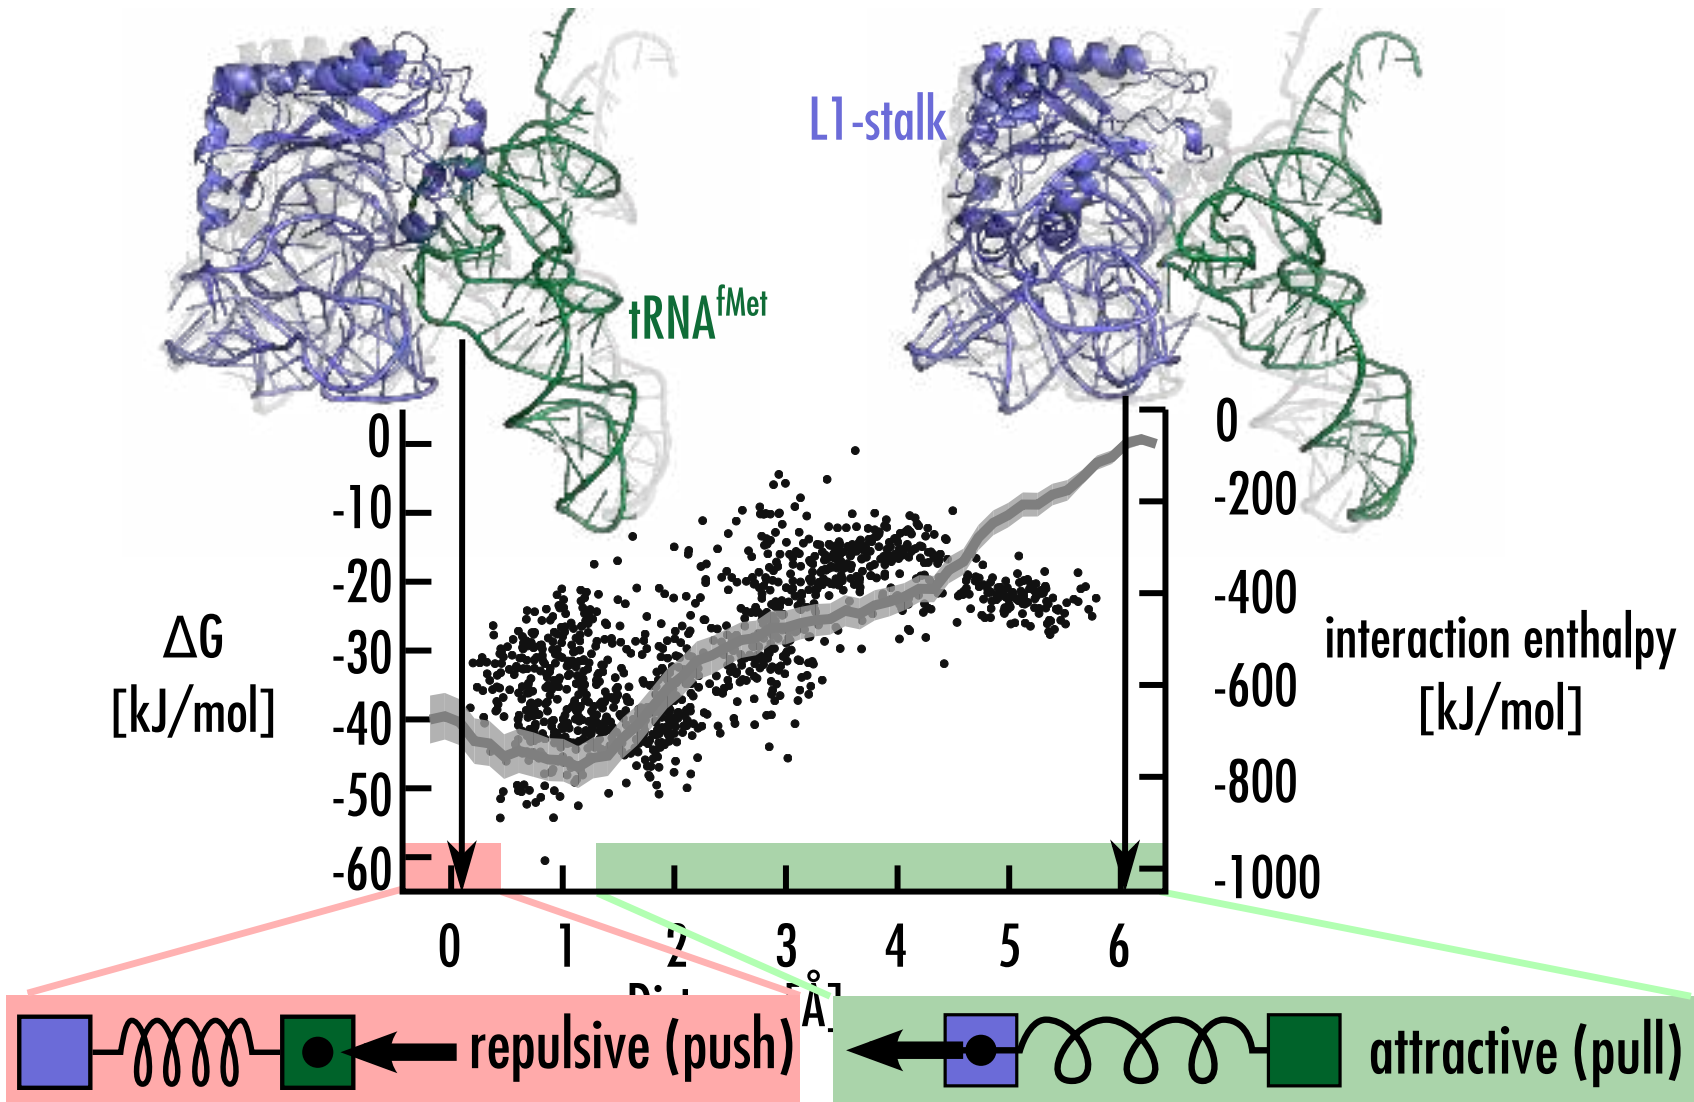 L1-stalk
tRNAfMet
0
-10
-20
-30
-40
-50
-60
ΔG
[kJ/mol]
0
-200
-400
-600
-800
-1000
interaction enthalpy
[kJ/mol]
0 1 2 3 4 5 6
[Å]
repulsive (push)
attractive (pull)